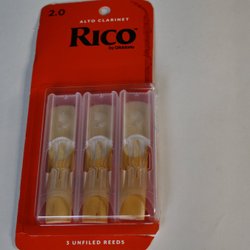 2.0
ALTO CLARINET
RICO
by D'Addario
3 UNFILED REEDS